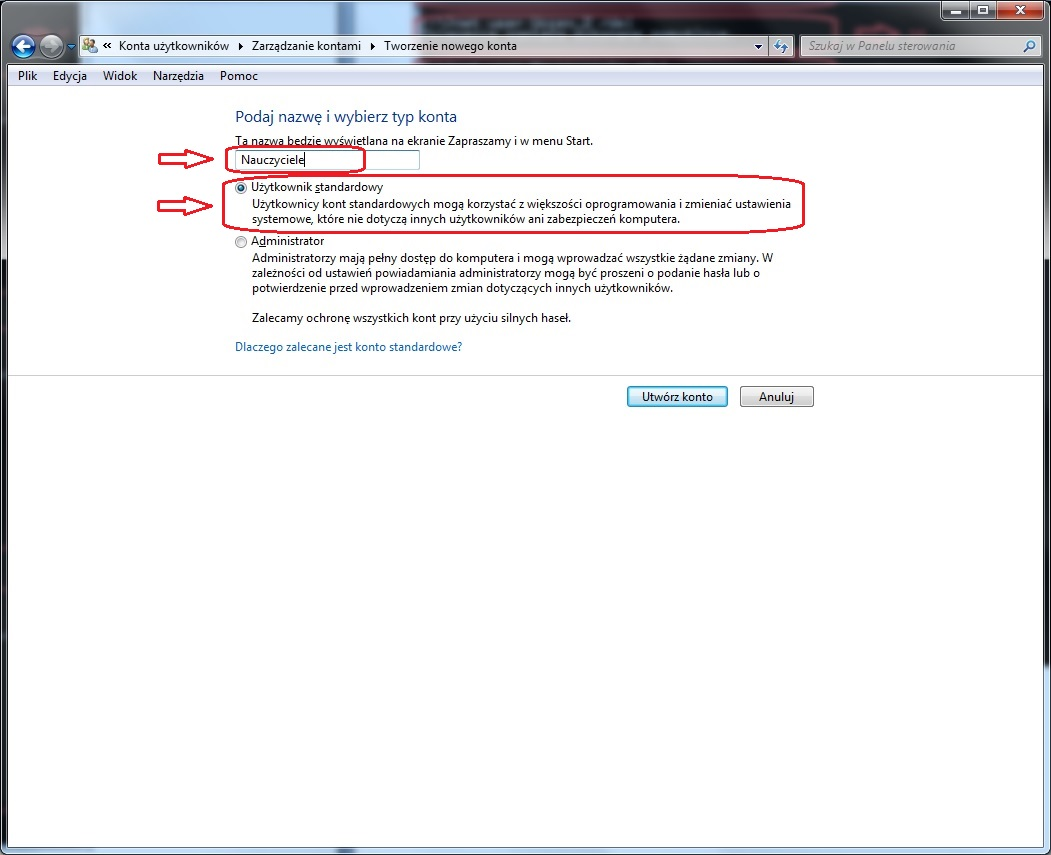 « Konta użytkowników ▸ Zarządzanie kontami ▸ Tworzenie nowego konta
Szukaj w Panelu sterowania
Plik Edycja Widok Narzędzia Pomoc
Podaj nazwę i wybierz typ konta
Ta nazwa będzie wyświetlana na ekranie Zapraszamy i w menu Start.
Nauczyciele
Użytkownik standardowy
Użytkownicy kont standardowych mogą korzystać z większości oprogramowania i zmieniać ustawienia
systemowe, które nie dotyczą innych użytkowników ani zabezpieczeń komputera.
Administrator
Administratorzy mają pełny dostęp do komputera i mogą wprowadzać wszystkie żądane zmiany. W
zależności od ustawień powiadamiania administratorzy mogą być proszeni o podanie hasła lub o
potwierdzenie przed wprowadzeniem zmian dotyczących innych użytkowników.
Zalecamy ochronę wszystkich kont przy użyciu silnych haseł.
Dlaczego zalecane jest konto standardowe?
Utwórz konto Anuluj